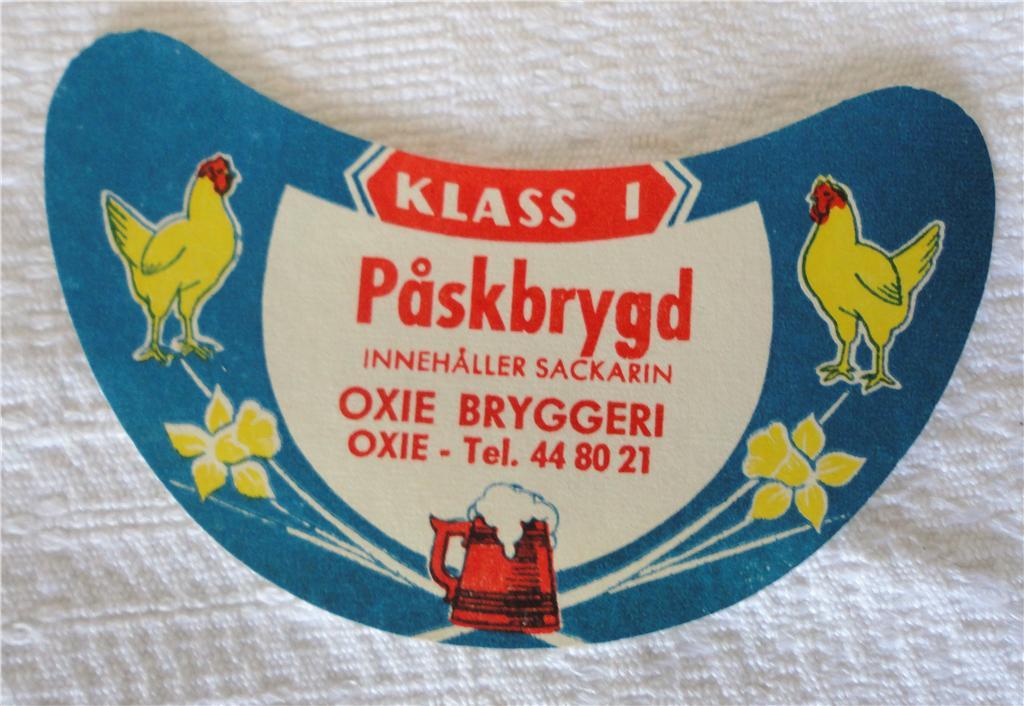 KLASS I
Påskbrygd
INNEHÅLLER SACKARIN
OXIE BRYGGERI
OXIE - Tel. 44 80 21